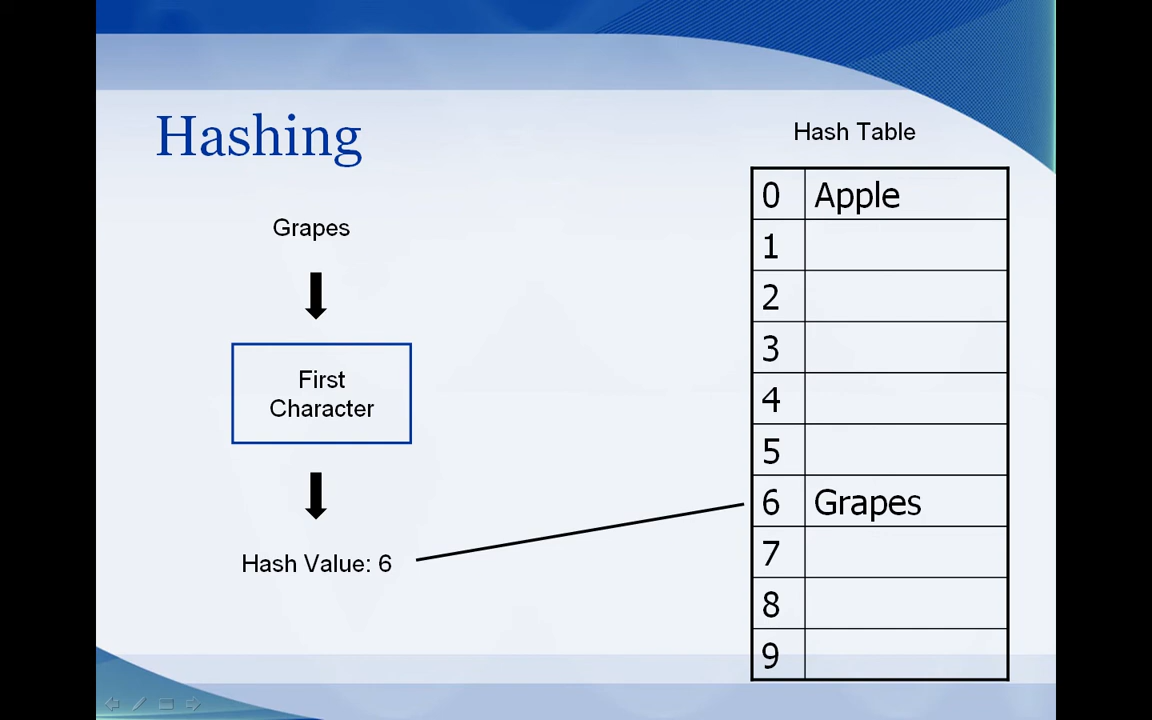 Hashing
Grapes
First
Character
Hash Value: 6
Hash Table
0 Apple
1
2
3
4
5
6 Grapes
7
8
9